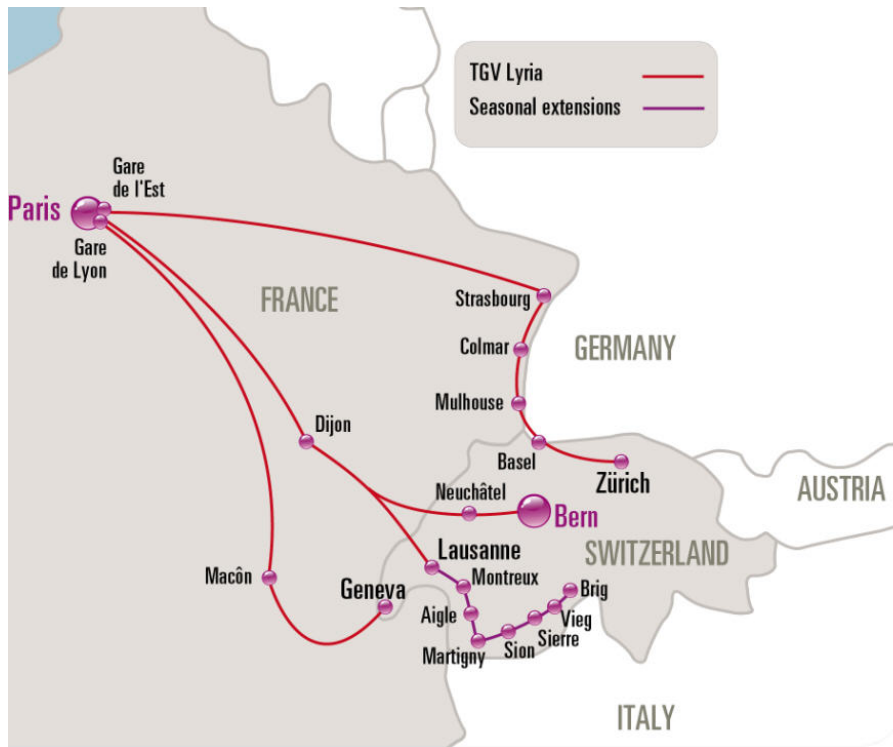 TGV Lyria
Seasonal extensions
Gare
de l'Est
Paris
Gare
de Lyon
FRANCE
Strasbourg
Colmar
GERMANY
Mulhouse
Dijon
Basel
Zürich
Neuchâtel
Bern
AUSTRIA
SWITZERLAND
Lausanne
Macôn
Geneva
Montreux
Brig
Aigle
Vieg
Sierre
Sion
Martigny
ITALY